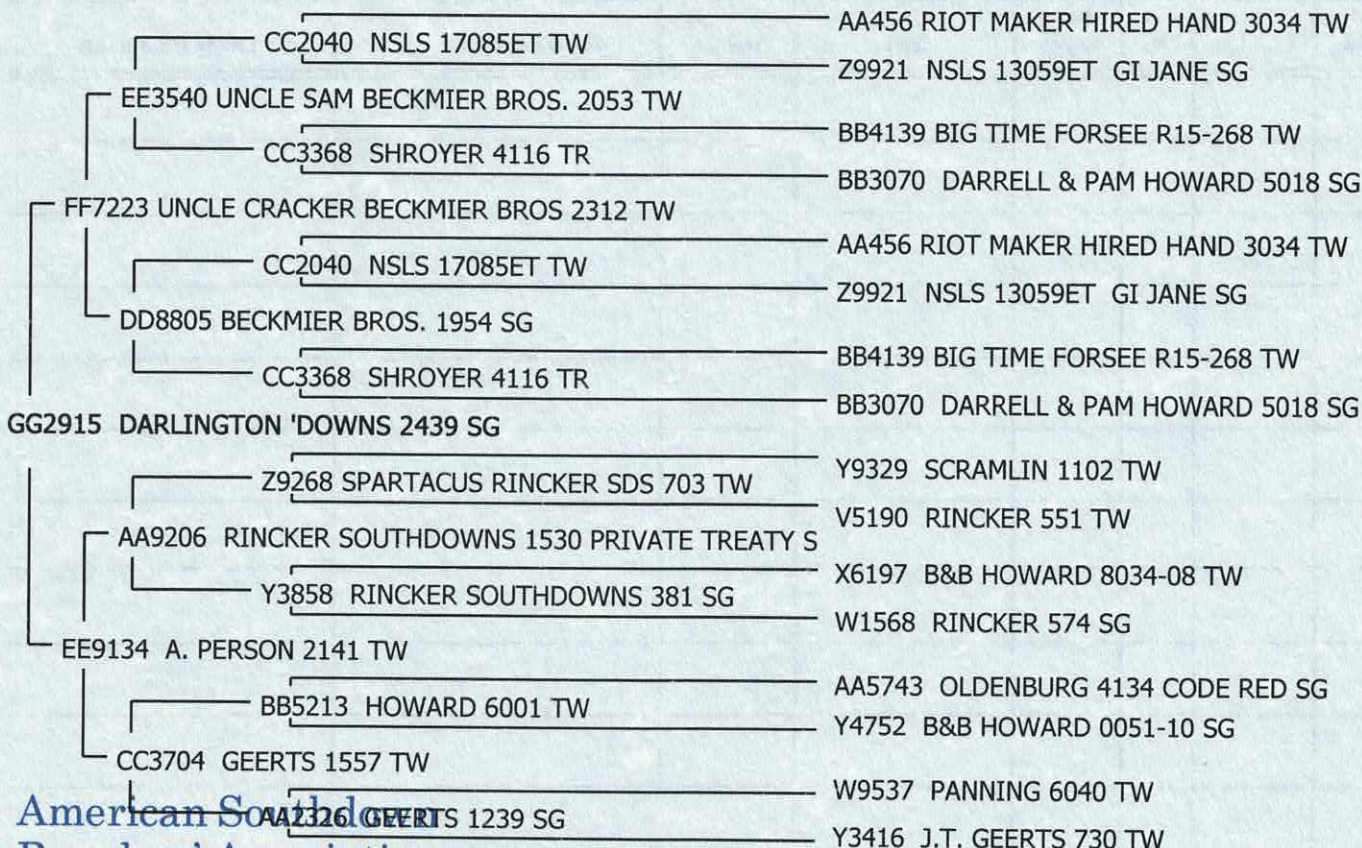 AA456 RIOT MAKER HIRED HAND 3034 TW
CC2040 NSLS 17085ET TW
Z9921 NSLS 13059ET GI JANE SG
EE3540 UNCLE SAM BECKMIER BROS. 2053 TW
BB4139 BIG TIME FORSEE R15-268 TW
CC3368 SHROYER 4116 TR
BB3070 DARRELL & PAM HOWARD 5018 SG
FF7223 UNCLE CRACKER BECKMIER BROS 2312 TW
AA456 RIOT MAKER HIRED HAND 3034 TW
CC2040 NSLS 17085ET TW
Z9921 NSLS 13059ET GI JANE SG
DD8805 BECKMIER BROS. 1954 SG
BB4139 BIG TIME FORSEE R15-268 TW
CC3368 SHROYER 4116 TR
BB3070 DARRELL & PAM HOWARD 5018 SG
GG2915 DARLINGTON 'DOWNS 2439 SG
Y9329 SCRAMLIN 1102 TW
Z9268 SPARTACUS RINCKER SDS 703 TW
V5190 RINCKER 551 TW
AA9206 RINCKER SOUTHDOWNS 1530 PRIVATE TREATY S
X6197 B&B HOWARD 8034-08 TW
Y3858 RINCKER SOUTHDOWNS 381 SG
W1568 RINCKER 574 SG
EE9134 A. PERSON 2141 TW
AA5743 OLDENBURG 4134 CODE RED SG
BB5213 HOWARD 6001 TW
Y4752 B&B HOWARD 0051-10 SG
CC3704 GEERTS 1557 TW
W9537 PANNING 6040 TW
American Southdown
AA2326 GEERTS 1239 SG
Y3416 J.T. GEERTS 730 TW